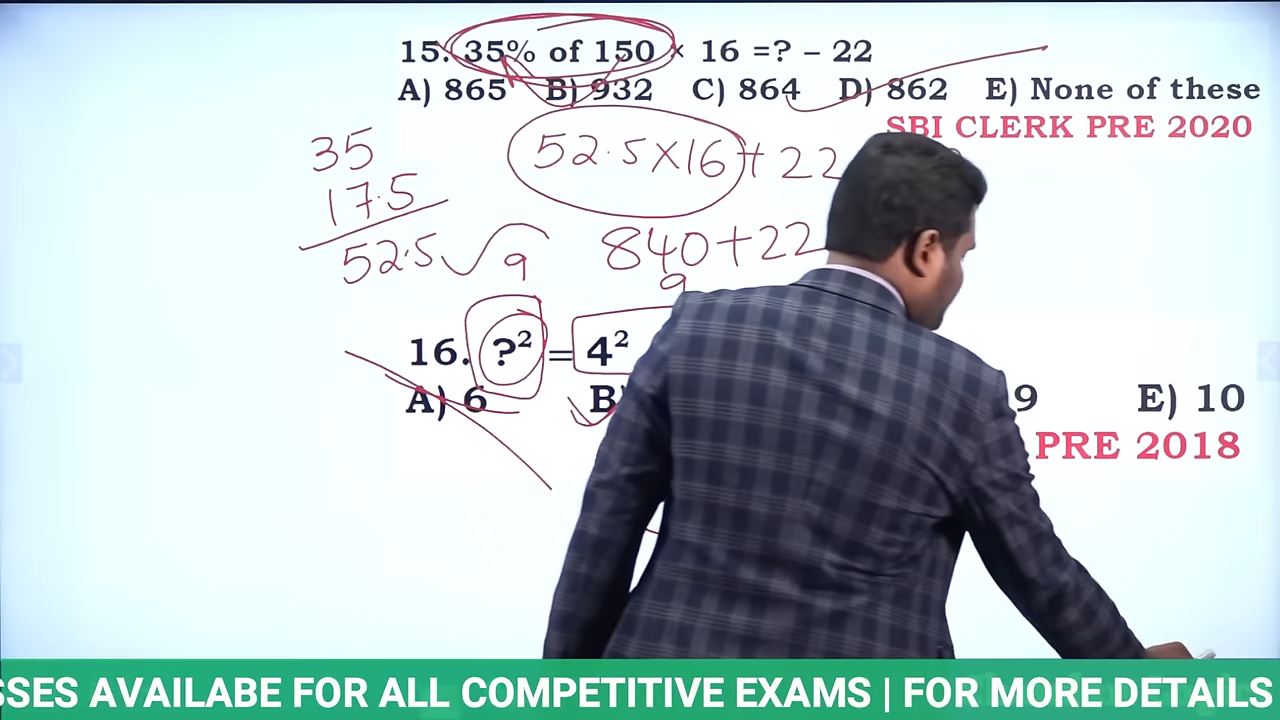 15. 35% of 150 × 16 =? – 22
A) 865 B) 932 C) 864 D) 862 E) None of these
SBI CLERK PRE 2020
35
17.5
52.5
52.5×16+22
840+22
9
9
16. ?² = 4²
A) 6 B) 9 E) 10
PRE 2018
SSES AVAILABE FOR ALL COMPETITIVE EXAMS | FOR MORE DETAILS